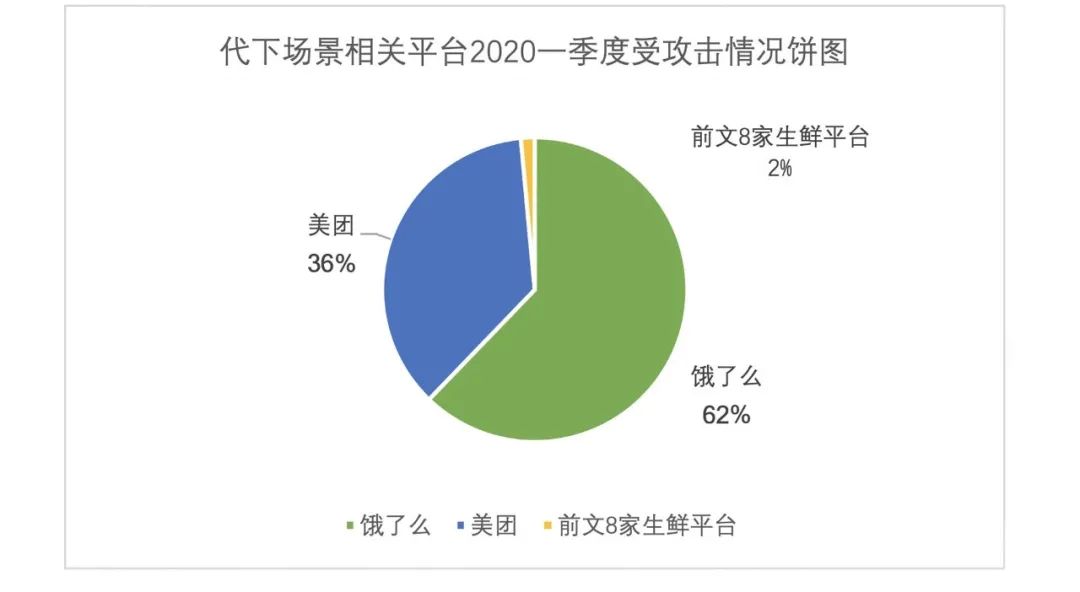 代下场景相关平台2020一季度受攻击情况饼图
前文8家生鲜平台
2%
美团
36%
饿了么
62%
饿了么 美团 前文8家生鲜平台